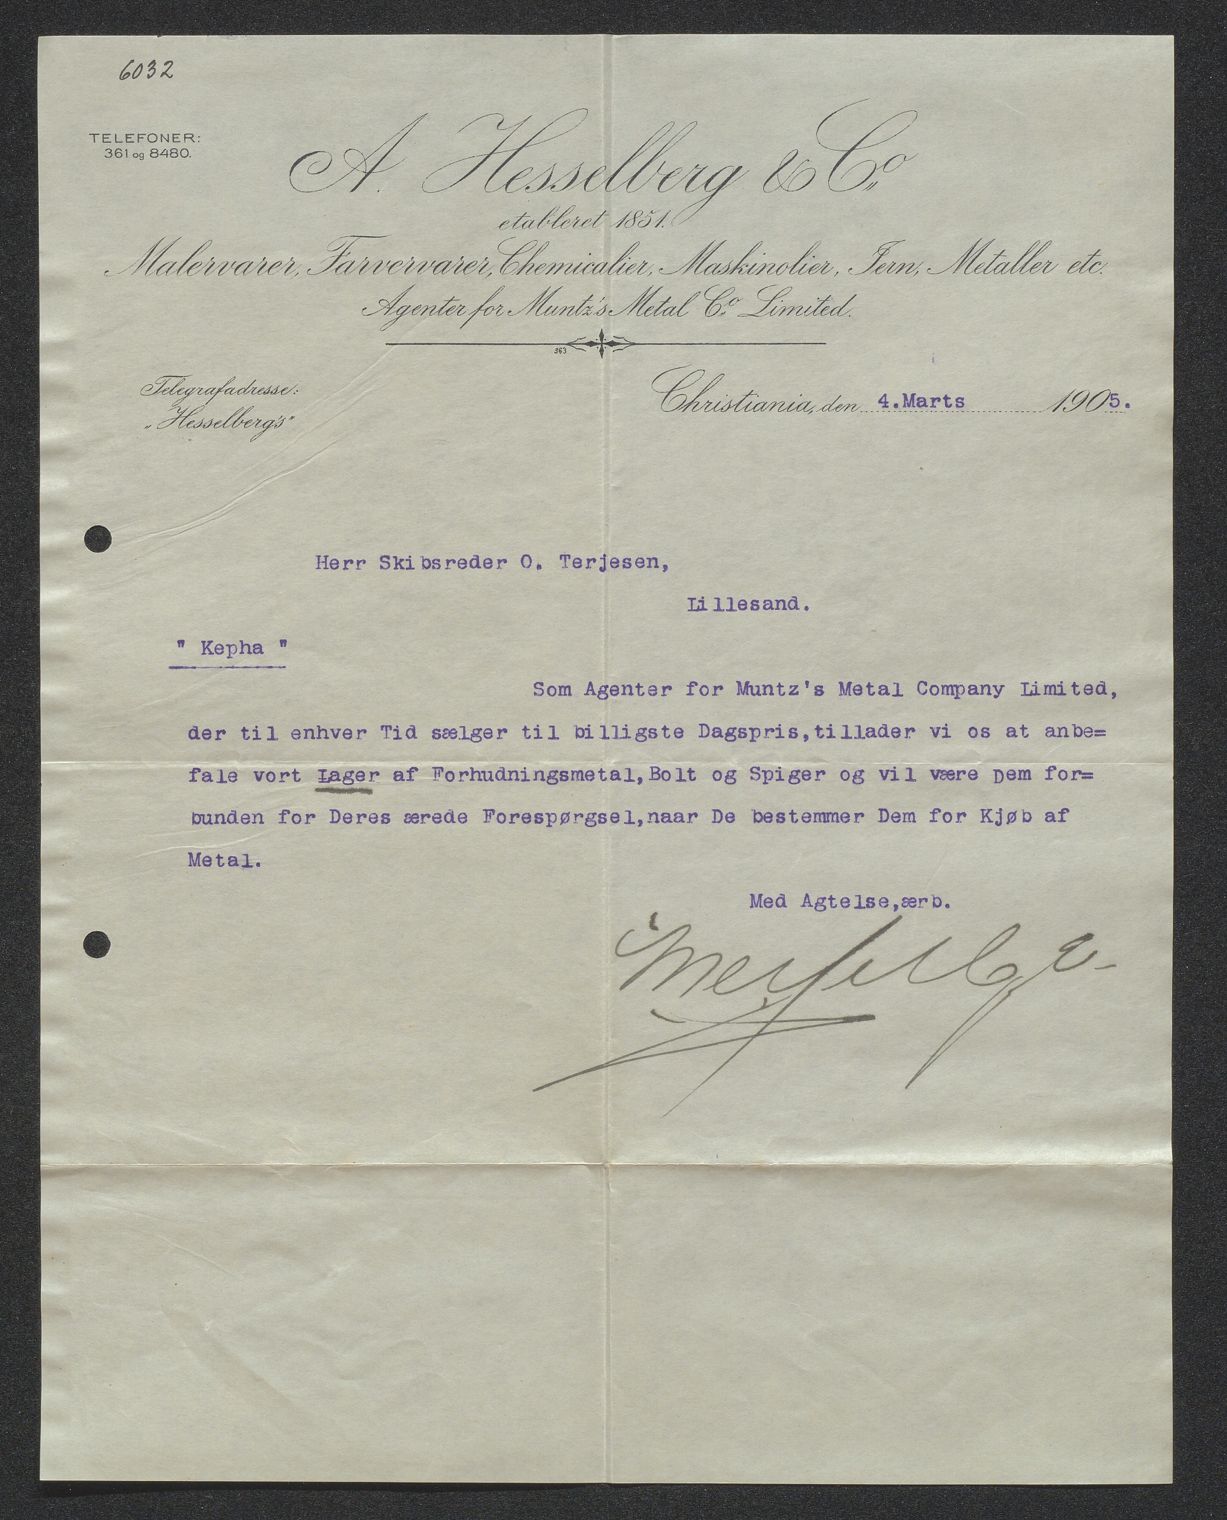 6032
TELEFONER:
361 og 8480.
A. Hesselberg & Co.
etableret 1851.
Malervarer, Farvervarer, Chemicalier, Maskinolier, Jern, Metaller etc.
Agenter for Muntz's Metal Co. Limited.
363
Telegrafadresse:
„Hesselberg's"
Christiania, den 4.Marts 1905.
Herr Skibsreder O. Terjesen,
Lillesand.
" Kepha "
Som Agenter for Muntz's Metal Company Limited,
der til enhver Tid sælger til billigste Dagspris,tillader vi os at anbe=
fale vort Lager af Forhudningsmetal,Bolt og Spiger og vil være Dem for=
bunden for Deres ærede Forespørgsel,naar De bestemmer Dem for Kjøb af
Metal.
Med Agtelse,ærb.